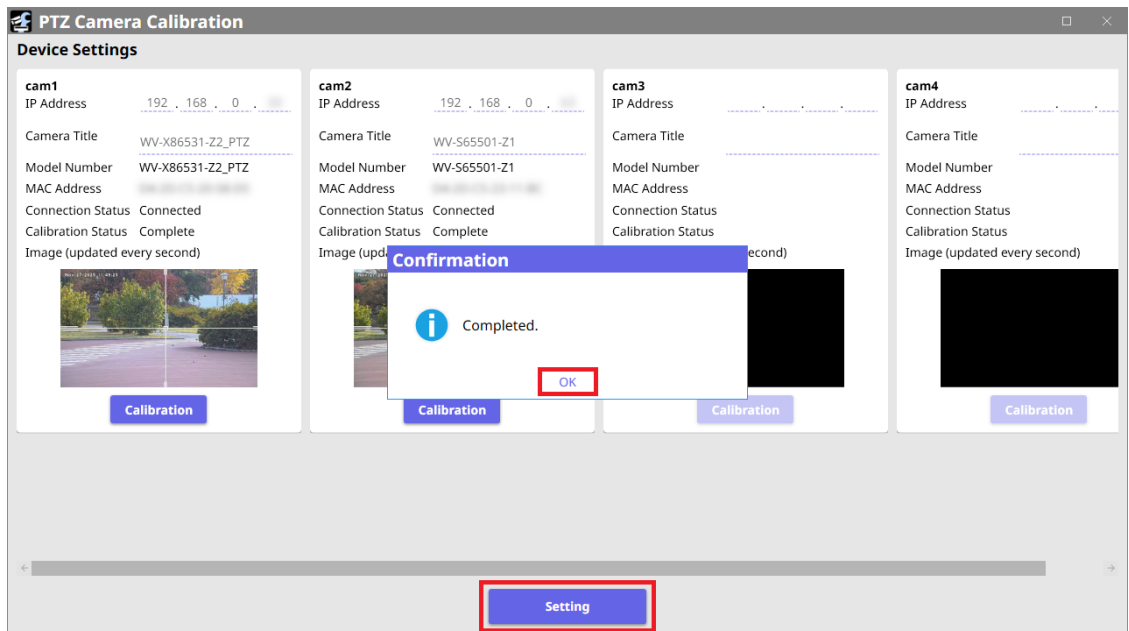 PTZ Camera Calibration
Device Settings
cam1
IP Address 192 . 168 . 0 .
Camera Title WV-X86531-Z2_PTZ
Model Number WV-X86531-Z2_PTZ
MAC Address
Connection Status Connected
Calibration Status Complete
Image (updated every second)
Calibration
cam2
IP Address 192 . 168 . 0 .
Camera Title WV-S65501-Z1
Model Number WV-S65501-Z1
MAC Address
Connection Status Connected
Calibration Status Complete
Image (upd
Calibration
cam3
IP Address . . .
Camera Title
Model Number
MAC Address
Connection Status
Calibration Status
econd)
Calibration
cam4
IP Address . .
Camera Title
Model Number
MAC Address
Connection Status
Calibration Status
Image (updated every second)
Calibration
Confirmation
Completed.
OK
Setting